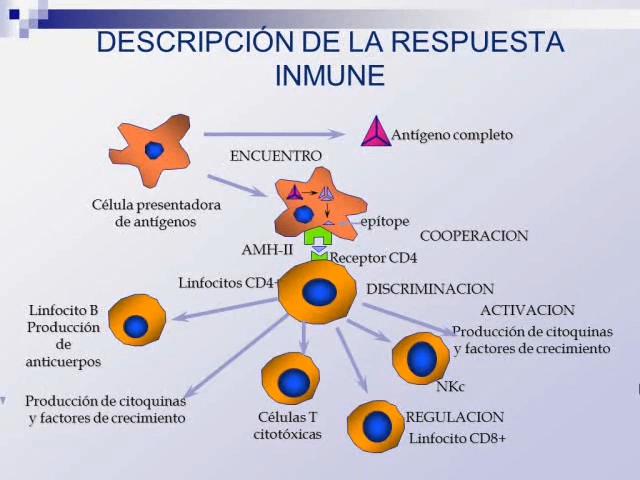 DESCRIPCIÓN DE LA RESPUESTA
INMUNE
Antígeno completo
ENCUENTRO
Célula presentadora
de antígenos
epítope
COOPERACION
AMH-II
Receptor CD4
Linfocitos CD4+
DISCRIMINACION
Linfocito B
Producción
de
anticuerpos
ACTIVACION
Producción de citoquinas
y factores de crecimiento
NKc
Producción de citoquinas
y factores de crecimiento
Células T
citotóxicas
REGULACION
Linfocito CD8+